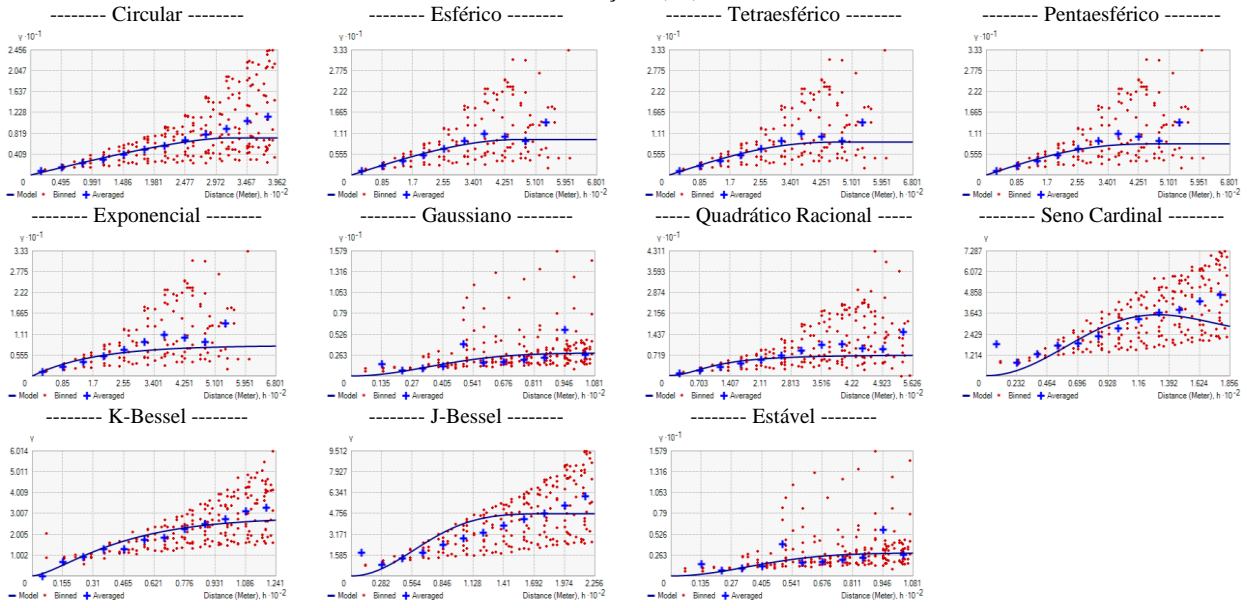 -------- Circular --------
-------- Esférico --------
-------- Tetraesférico --------
-------- Pentaesférico --------
γ ·10⁻¹
2.456
2.047
1.637
1.228
0.819
0.409
0 0.495 0.991 1.486 1.981 2.477 2.972 3.467 3.962
Model Binned Averaged Distance (Meter), h ·10⁻²
γ ·10⁻¹
3.33
2.775
2.22
1.665
1.11
0.555
0 0.85 1.7 2.55 3.401 4.251 5.101 5.951 6.801
Model Binned Averaged Distance (Meter), h ·10⁻²
γ ·10⁻¹
3.33
2.775
2.22
1.665
1.11
0.555
0 0.85 1.7 2.55 3.401 4.251 5.101 5.951 6.801
Model Binned Averaged Distance (Meter), h ·10⁻²
γ ·10⁻¹
3.33
2.775
2.22
1.665
1.11
0.555
0 0.85 1.7 2.55 3.401 4.251 5.101 5.951 6.801
Model Binned Averaged Distance (Meter), h ·10⁻²
-------- Exponencial --------
-------- Gaussiano --------
----- Quadrático Racional -----
-------- Seno Cardinal --------
γ ·10⁻¹
3.33
2.775
2.22
1.665
1.11
0.555
0 0.85 1.7 2.55 3.401 4.251 5.101 5.951 6.801
Model Binned Averaged Distance (Meter), h ·10⁻²
γ ·10⁻¹
1.579
1.316
1.053
0.79
0.526
0.263
0 0.135 0.27 0.405 0.541 0.676 0.811 0.946 1.081
Model Binned Averaged Distance (Meter), h ·10⁻²
γ ·10⁻¹
4.311
3.593
2.874
2.156
1.437
0.719
0 0.703 1.407 2.11 2.813 3.516 4.22 4.923 5.626
Model Binned Averaged Distance (Meter), h ·10⁻²
γ
7.287
6.072
4.858
3.643
2.429
1.214
0 0.232 0.464 0.696 0.928 1.16 1.392 1.624 1.856
Model Binned Averaged Distance (Meter), h ·10⁻²
-------- K-Bessel --------
-------- J-Bessel --------
-------- Estável --------
γ
6.014
5.011
4.009
3.007
2.005
1.002
0 0.155 0.31 0.465 0.621 0.776 0.931 1.086 1.241
Model Binned Averaged Distance (Meter), h ·10⁻²
γ
9.512
7.927
6.341
4.756
3.171
1.585
0 0.282 0.564 0.846 1.128 1.41 1.692 1.974 2.256
Model Binned Averaged Distance (Meter), h ·10⁻²
γ ·10⁻¹
1.579
1.316
1.053
0.79
0.526
0.263
0 0.135 0.27 0.405 0.541 0.676 0.811 0.946 1.081
Model Binned Averaged Distance (Meter), h ·10⁻²